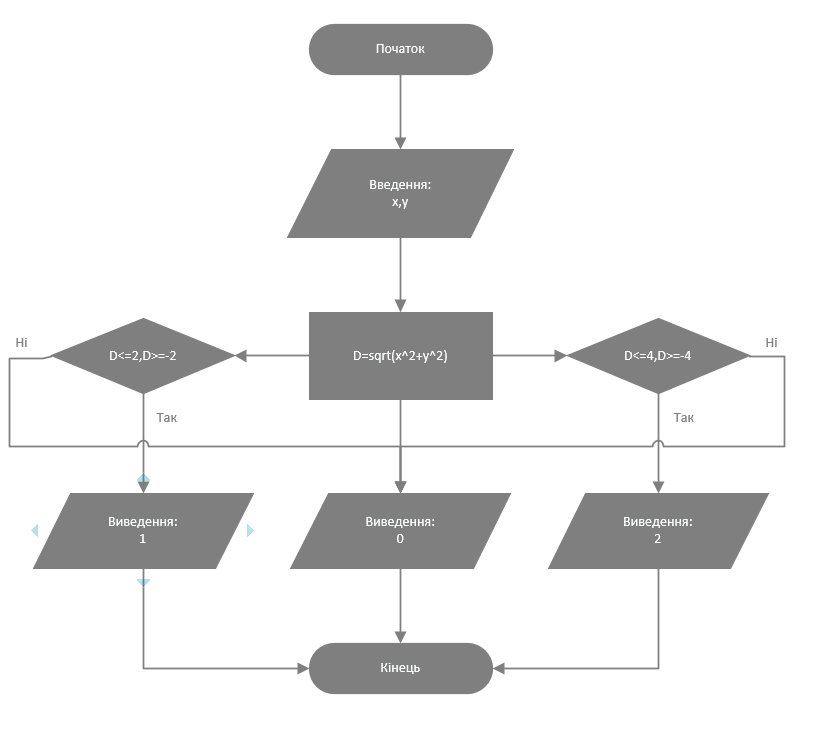 Початок
Введення:
x,y
Ні
D<=2,D>=-2
D=sqrt(x^2+y^2)
D<=4,D>=-4
Ні
Так
Так
Виведення:
1
Виведення:
0
Виведення:
2
Кінець